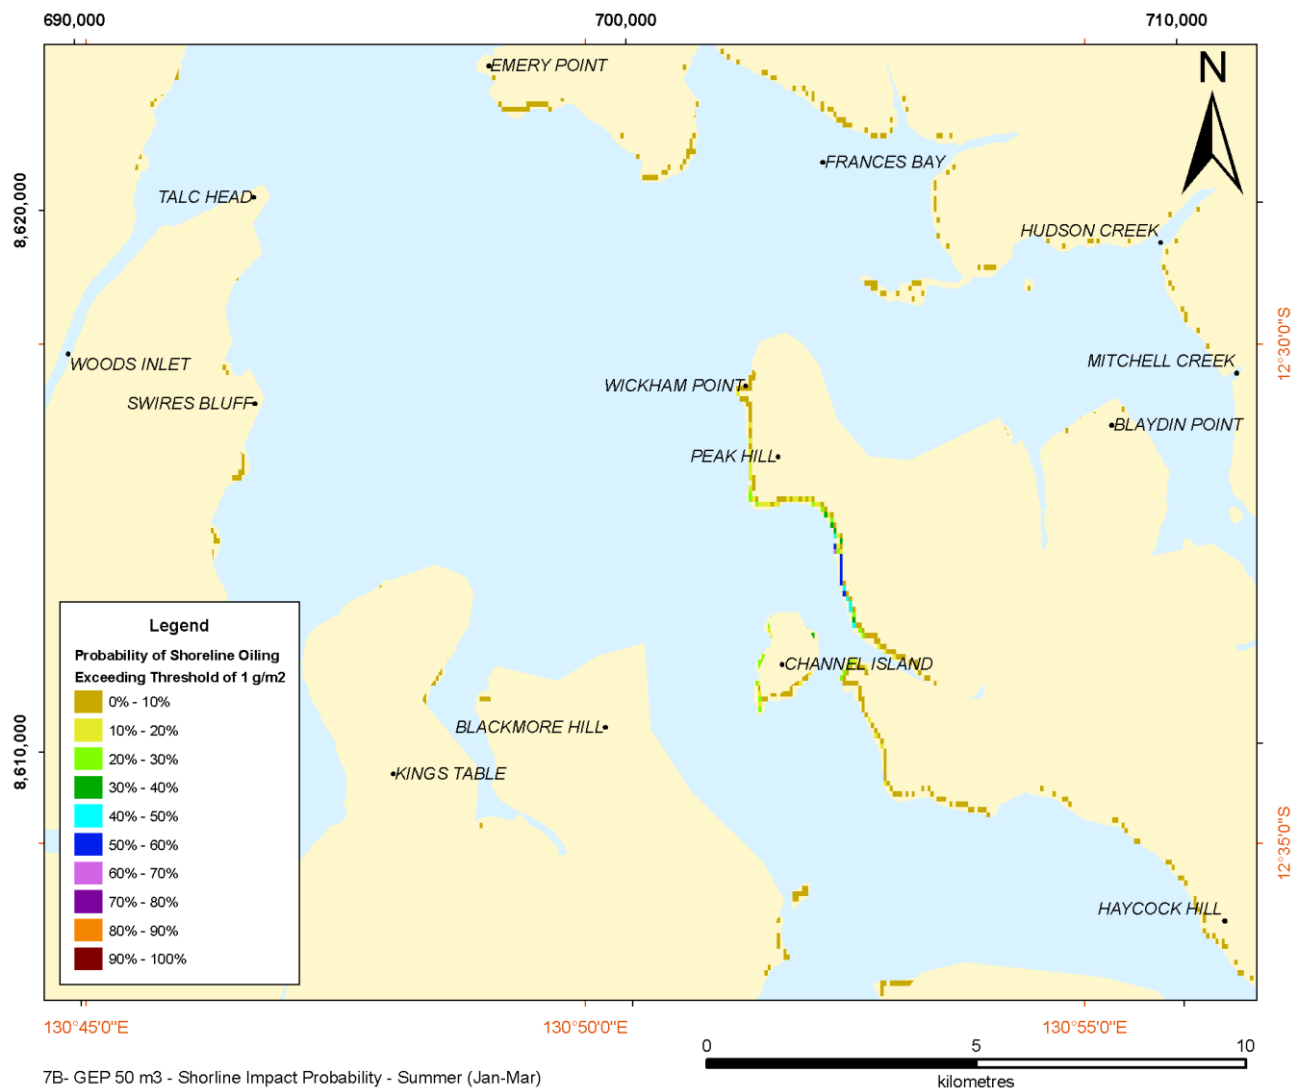 690,000
700,000
710,000
EMERY POINT
N
FRANCES BAY
TALC HEAD
8,620,000
HUDSON CREEK
12°30'0"S
WOODS INLET
MITCHELL CREEK
WICKHAM POINT
SWIRES BLUFF
BLAYDIN POINT
PEAK HILL
Legend
Probability of Shoreline Oiling
Exceeding Threshold of 1 g/m2
0% - 10%
10% - 20%
20% - 30%
30% - 40%
40% - 50%
50% - 60%
60% - 70%
70% - 80%
80% - 90%
90% - 100%
CHANNEL ISLAND
BLACKMORE HILL
8,610,000
KINGS TABLE
12°35'0"S
HAYCOCK HILL
130°45'0"E
130°50'0"E
130°55'0"E
0
5
10
kilometres
7B- GEP 50 m3 - Shorline Impact Probability - Summer (Jan-Mar)